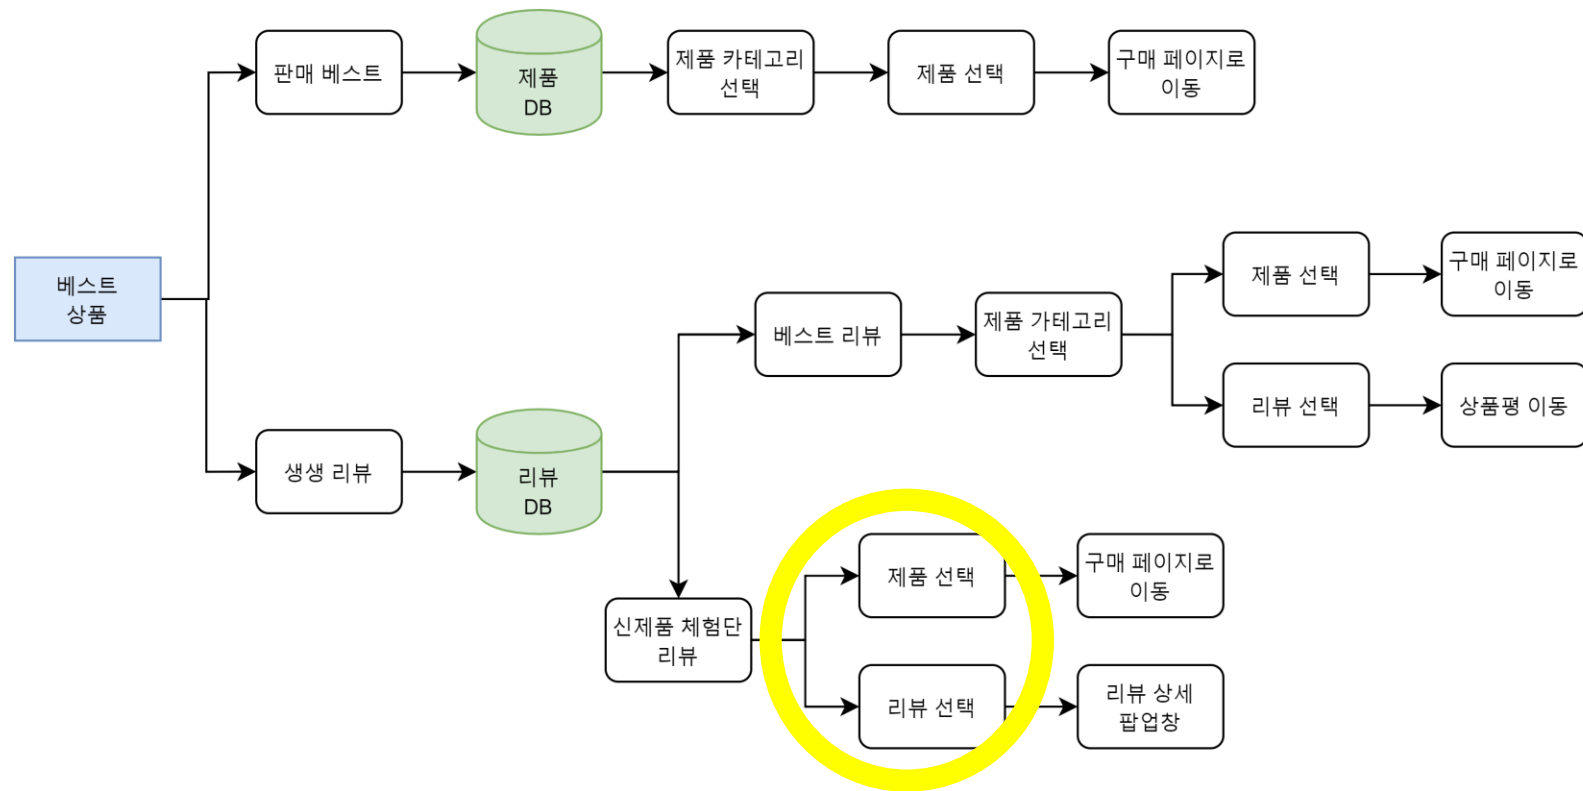 판매 베스트
제품
DB
제품 카테고리
선택
제품 선택
구매 페이지로
이동
베스트
상품
제품 선택
구매 페이지로
이동
베스트 리뷰
제품 가테고리
선택
리뷰 선택
상품평 이동
생생 리뷰
리뷰
DB
신제품 체험단
리뷰
제품 선택
구매 페이지로
이동
리뷰 선택
리뷰 상세
팝업창